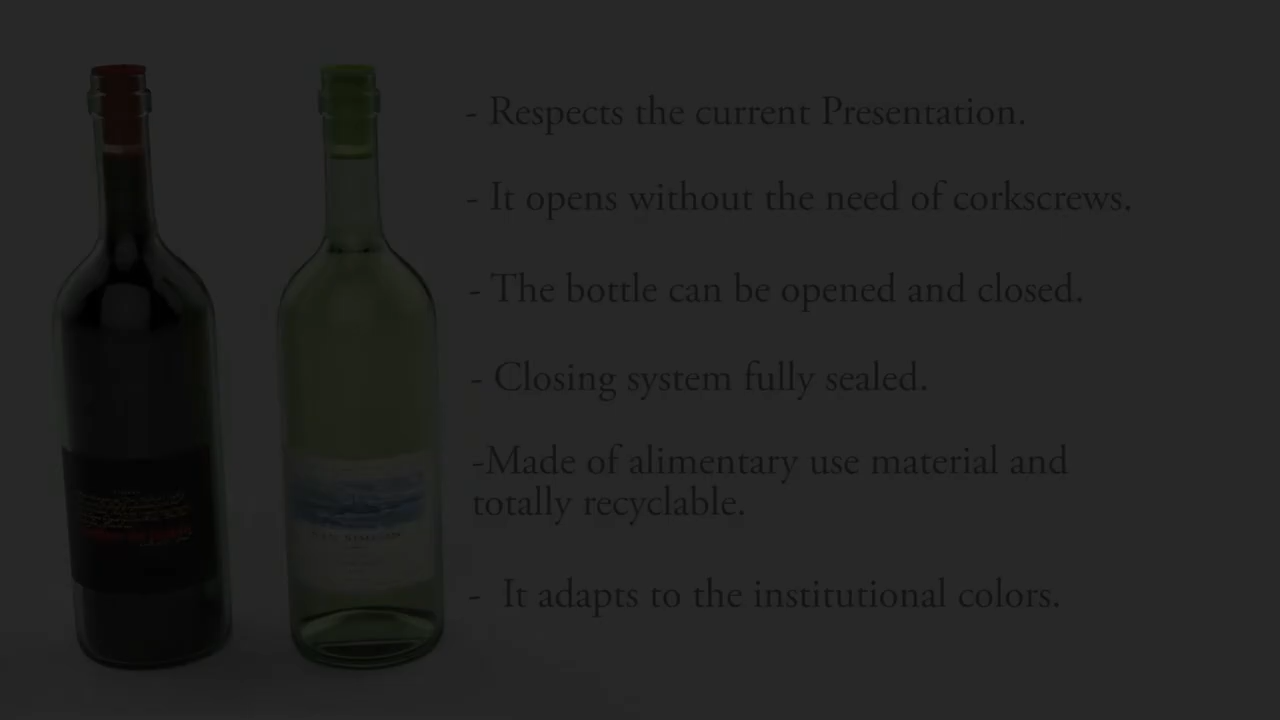 - Respects the current Presentation.
- It opens without the need of corkscrews.
- The bottle can be opened and closed.
- Closing system fully sealed.
-Made of alimentary use material and
totally recyclable.
- It adapts to the institutional colors.